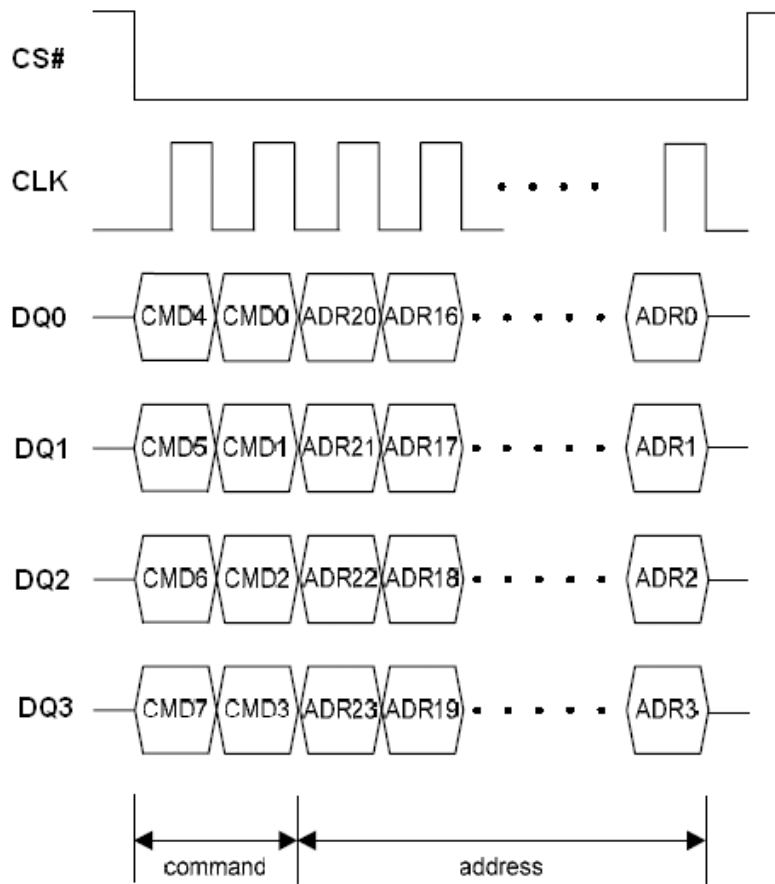 CS#
CLK
DQ0 CMD4 CMD0 ADR20 ADR16 ADR0
DQ1 CMD5 CMD1 ADR21 ADR17 ADR1
DQ2 CMD6 CMD2 ADR22 ADR18 ADR2
DQ3 CMD7 CMD3 ADR23 ADR19 ADR3
command address